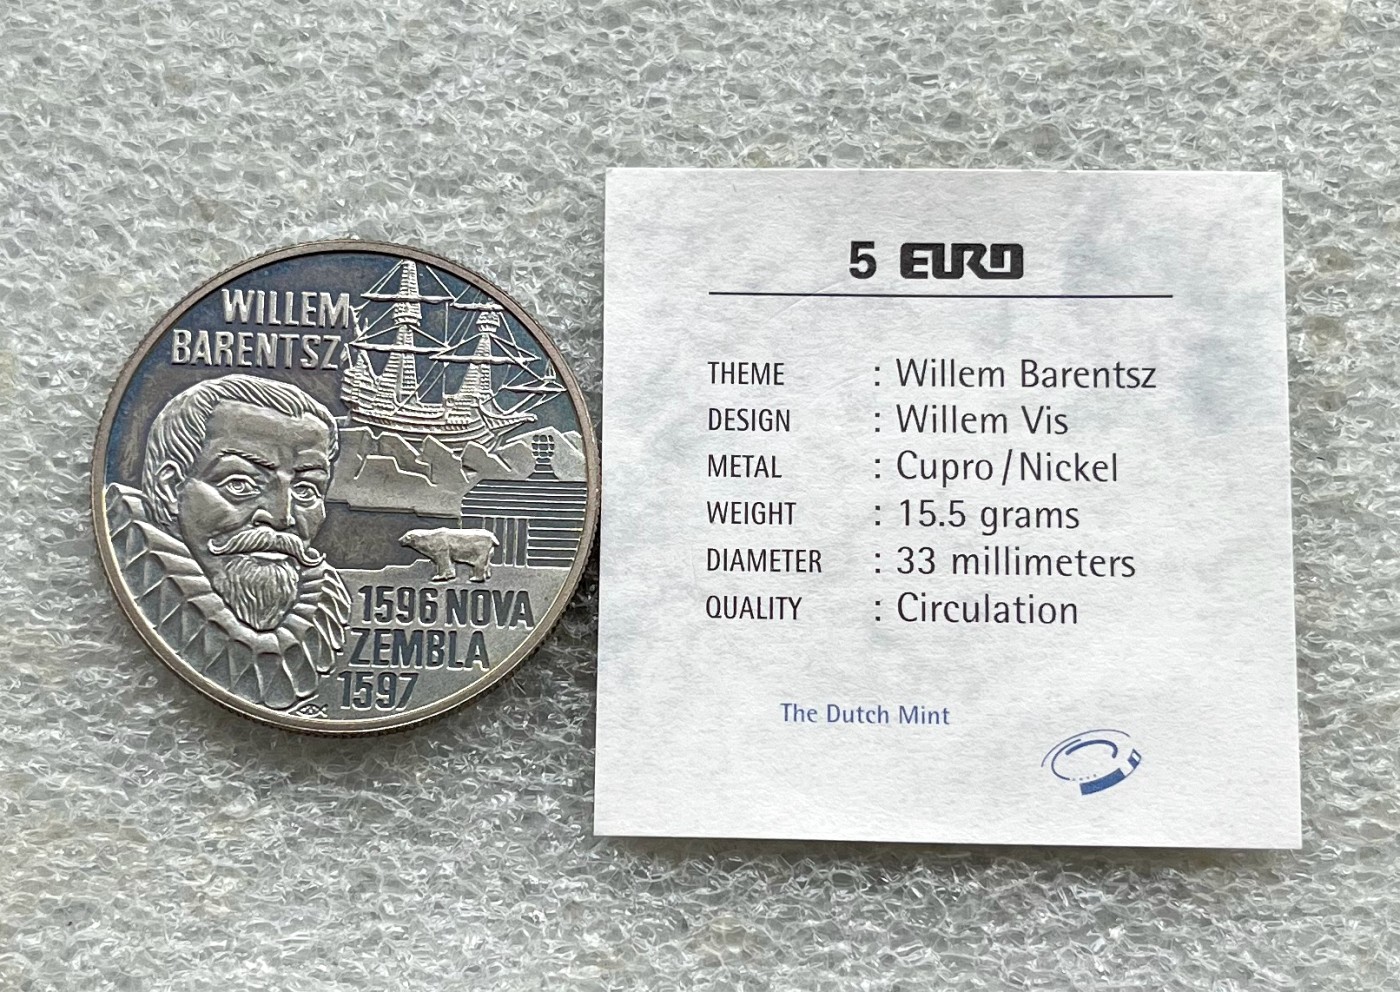 WILLEM
BARENTSZ
1596 NOVA
ZEMBLA
1597
5 EURO
THEME : Willem Barentsz
DESIGN : Willem Vis
METAL : Cupro/Nickel
WEIGHT : 15.5 grams
DIAMETER : 33 millimeters
QUALITY : Circulation
The Dutch Mint